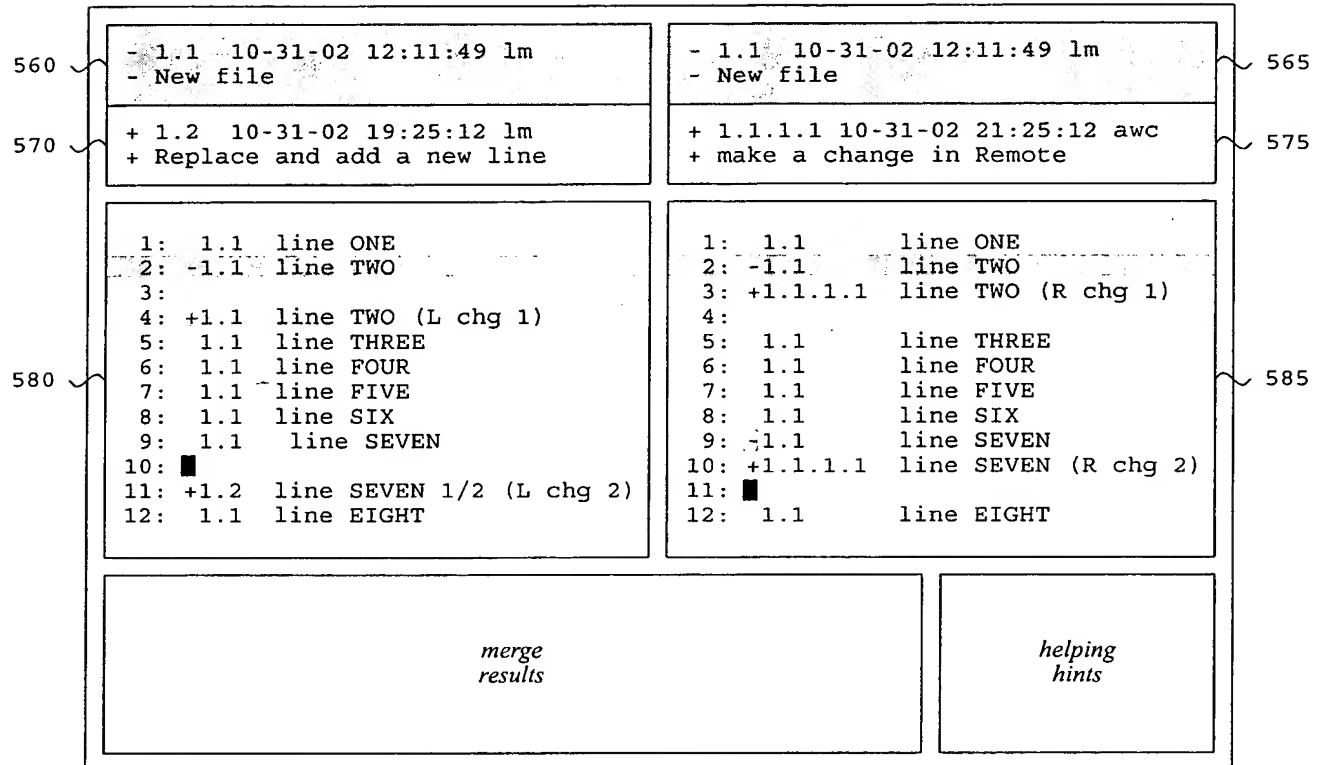 - 1.1 10-31-02 12:11:49 lm
- New file
560
+ 1.2 10-31-02 19:25:12 lm
+ Replace and add a new line
570
- 1.1 10-31-02 12:11:49 lm
- New file
565
+ 1.1.1.1 10-31-02 21:25:12 awc
+ make a change in Remote
575
1: 1.1 line ONE
2: -1.1 line TWO
3:
4: +1.1 line TWO (L chg 1)
5: 1.1 line THREE
6: 1.1 line FOUR
7: 1.1 line FIVE
8: 1.1 line SIX
9: 1.1 line SEVEN
10:
11: +1.2 line SEVEN 1/2 (L chg 2)
12: 1.1 line EIGHT
580
1: 1.1 line ONE
2: -1.1 line TWO
3: +1.1.1.1 line TWO (R chg 1)
4:
5: 1.1 line THREE
6: 1.1 line FOUR
7: 1.1 line FIVE
8: 1.1 line SIX
9: -1.1 line SEVEN
10: +1.1.1.1 line SEVEN (R chg 2)
11:
12: 1.1 line EIGHT
585
merge
results
helping
hints